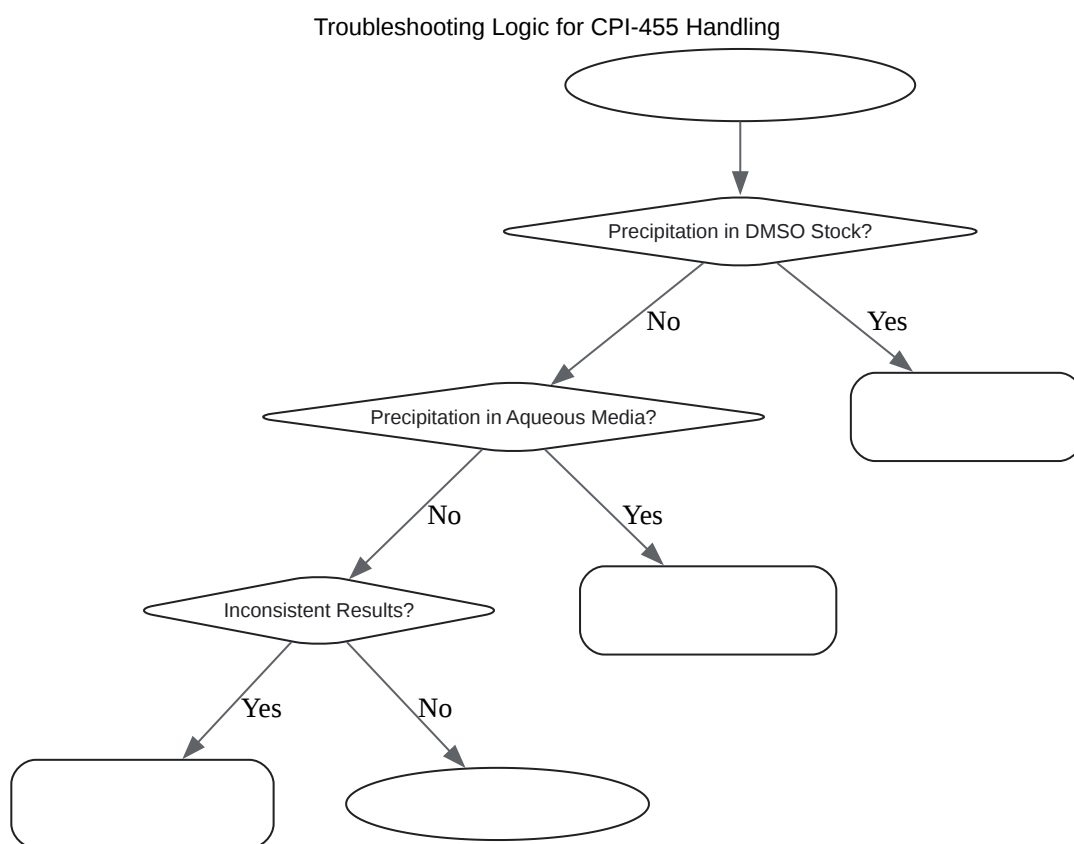 Troubleshooting Logic for CPI-455 Handling
Precipitation in DMSO Stock?
No
Yes
Precipitation in Aqueous Media?
No
Yes
Inconsistent Results?
Yes
No